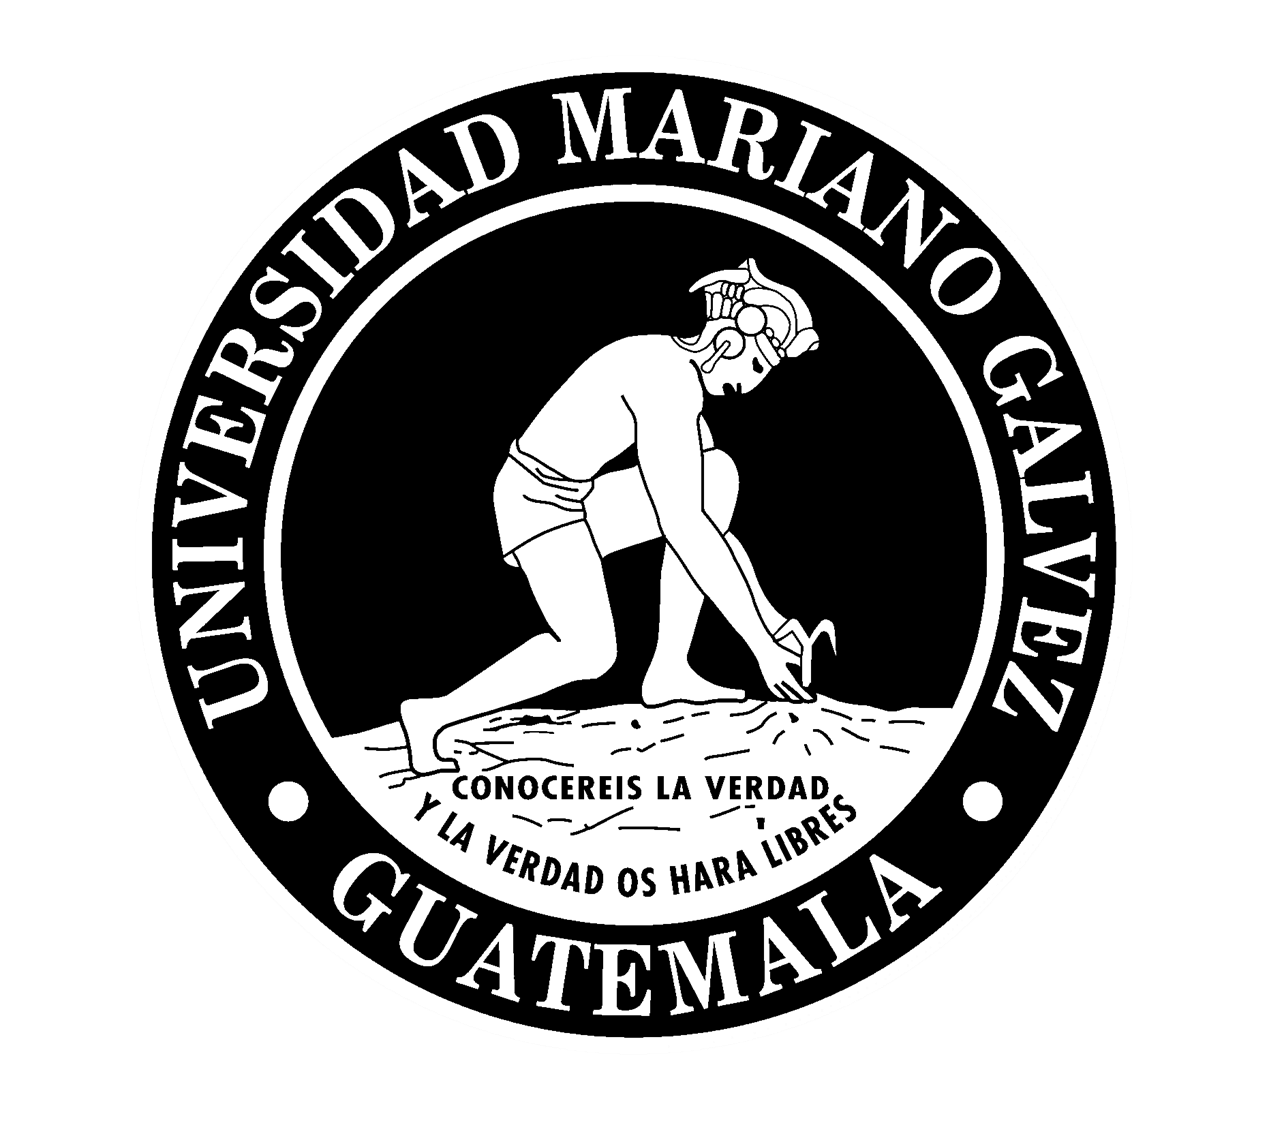 UNIVERSIDAD MARIANO GALVEZ
CONOCEREIS LA VERDAD
Y LA VERDAD OS HARA LIBRES
GUATEMALA